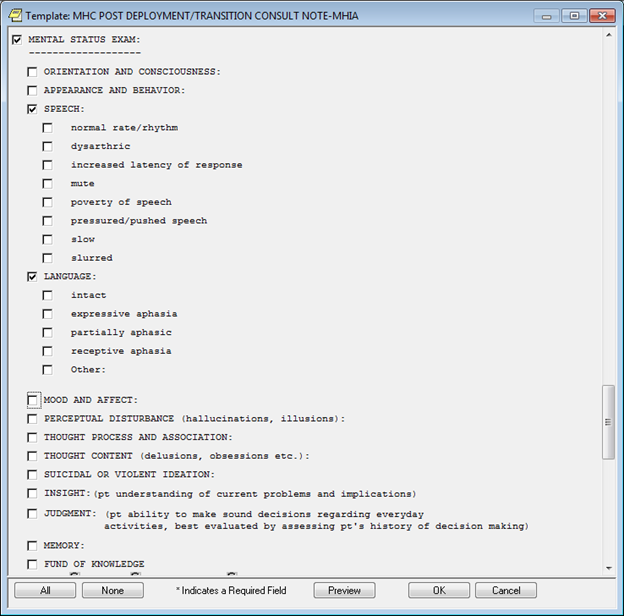 Template: MHC POST DEPLOYMENT/TRANSITION CONSULT NOTE-MHIA
MENTAL STATUS EXAM:
-------------------
ORIENTATION AND CONSCIOUSNESS:
APPEARANCE AND BEHAVIOR:
SPEECH:
normal rate/rhythm
dysarthric
increased latency of response
mute
poverty of speech
pressured/pushed speech
slow
slurred
LANGUAGE:
intact
expressive aphasia
partially aphasic
receptive aphasia
Other:
MOOD AND AFFECT:
PERCEPTUAL DISTURBANCE (hallucinations, illusions):
THOUGHT PROCESS AND ASSOCIATION:
THOUGHT CONTENT (delusions, obsessions etc.):
SUICIDAL OR VIOLENT IDEATION:
INSIGHT:(pt understanding of current problems and implications)
JUDGMENT: (pt ability to make sound decisions regarding everyday
activities, best evaluated by assessing pt's history of decision making)
MEMORY:
FUND OF KNOWLEDGE
All None * Indicates a Required Field Preview OK Cancel